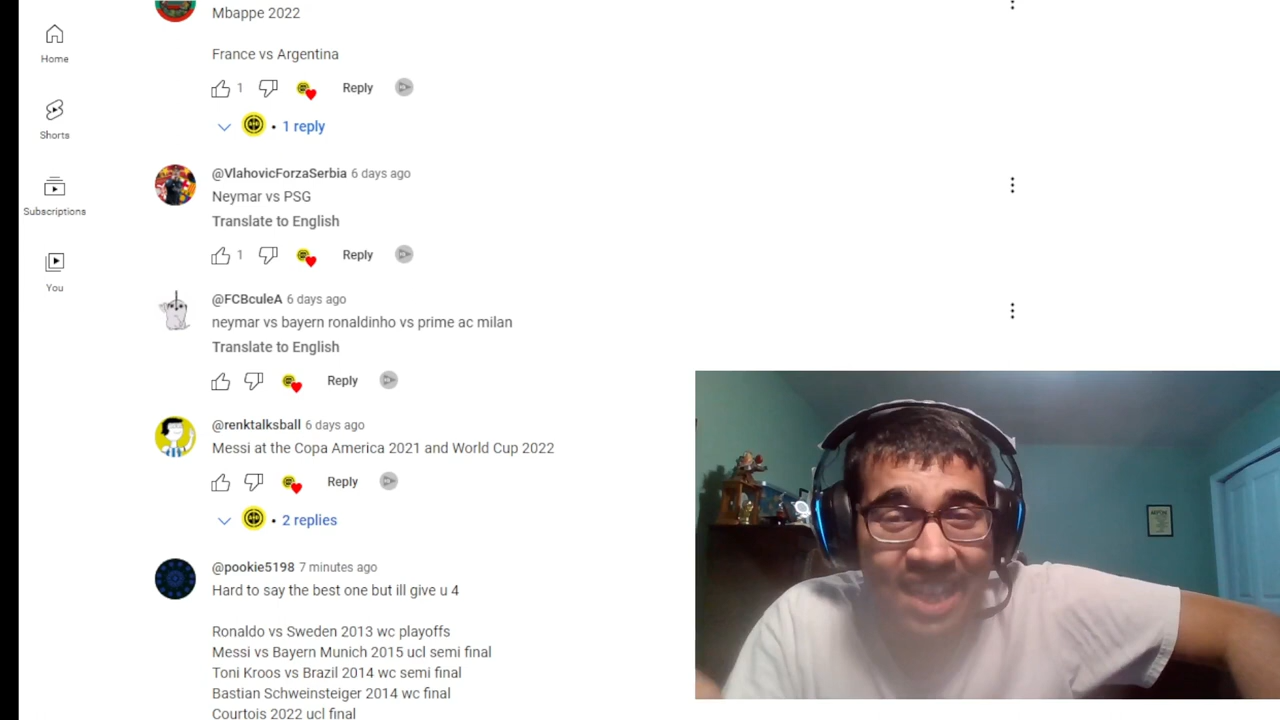 Mbappe 2022
France vs Argentina
1
Reply
1 reply
Home
Shorts
Subscriptions
You
@VlahovicForzaSerbia 6 days ago
Neymar vs PSG
Translate to English
1
Reply
@FCBculeA 6 days ago
neymar vs bayern ronaldinho vs prime ac milan
Translate to English
Reply
@renktalksball 6 days ago
Messi at the Copa America 2021 and World Cup 2022
Reply
2 replies
@pookie5198 7 minutes ago
Hard to say the best one but ill give u 4
Ronaldo vs Sweden 2013 wc playoffs
Messi vs Bayern Munich 2015 ucl semi final
Toni Kroos vs Brazil 2014 wc semi final
Bastian Schweinsteiger 2014 wc final
Courtois 2022 ucl final